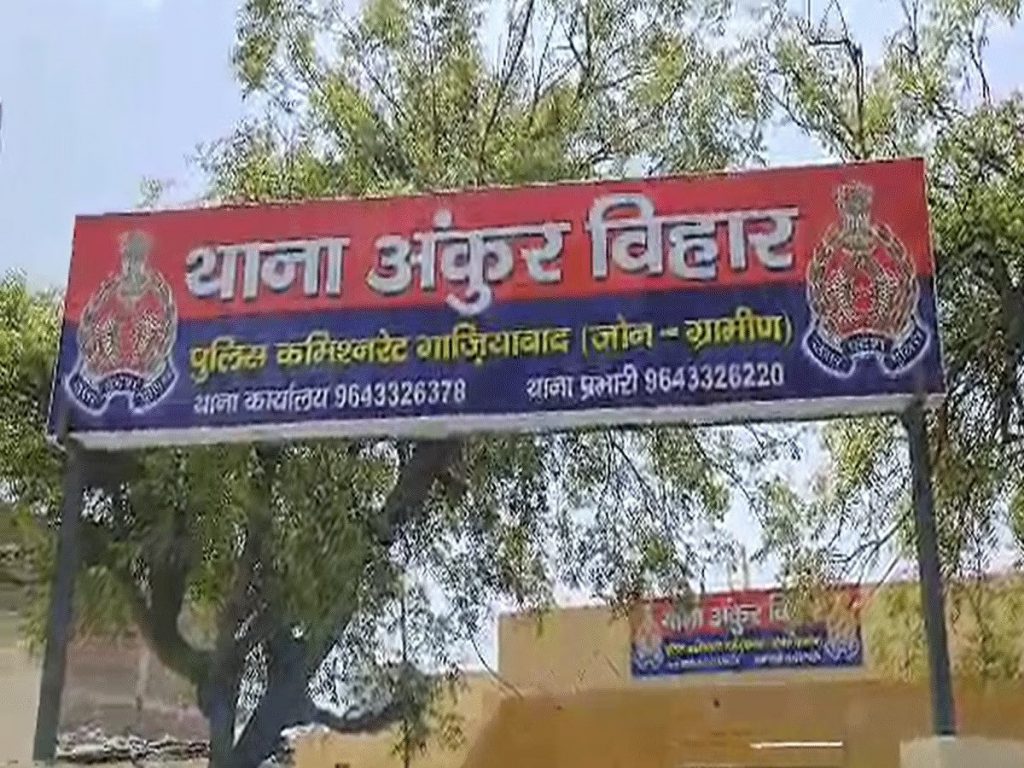 थाना अंकुर विहार
पुलिस कमिश्नरेट गाज़ियाबाद (ज़ोन - ग्रामीण)
थाना कार्यालय 9643326378 थाना प्रभारी 9643326220
थाना अंकुर वि